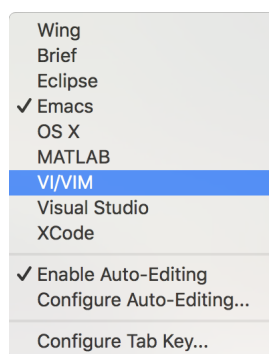 Wing
Brief
Eclipse
✓ Emacs
OS X
MATLAB
VI/VIM
Visual Studio
XCode
✓ Enable Auto-Editing
Configure Auto-Editing...
Configure Tab Key...